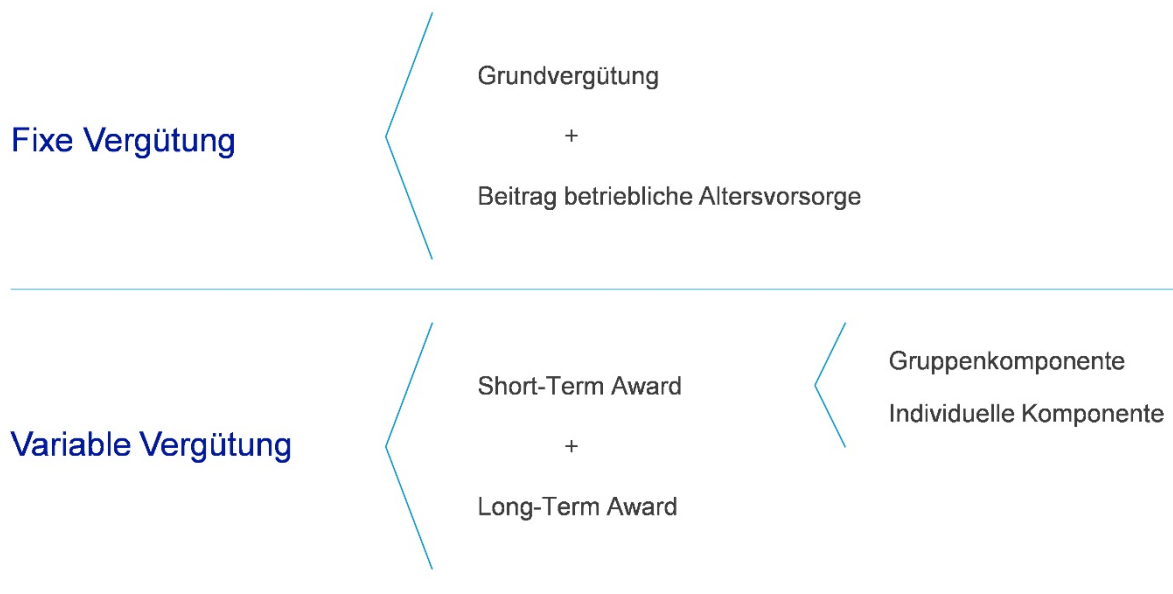 Fixe Vergütung
Grundvergütung
+
Beitrag betriebliche Altersvorsorge
Variable Vergütung
Short-Term Award
+
Long-Term Award
Gruppenkomponente
Individuelle Komponente